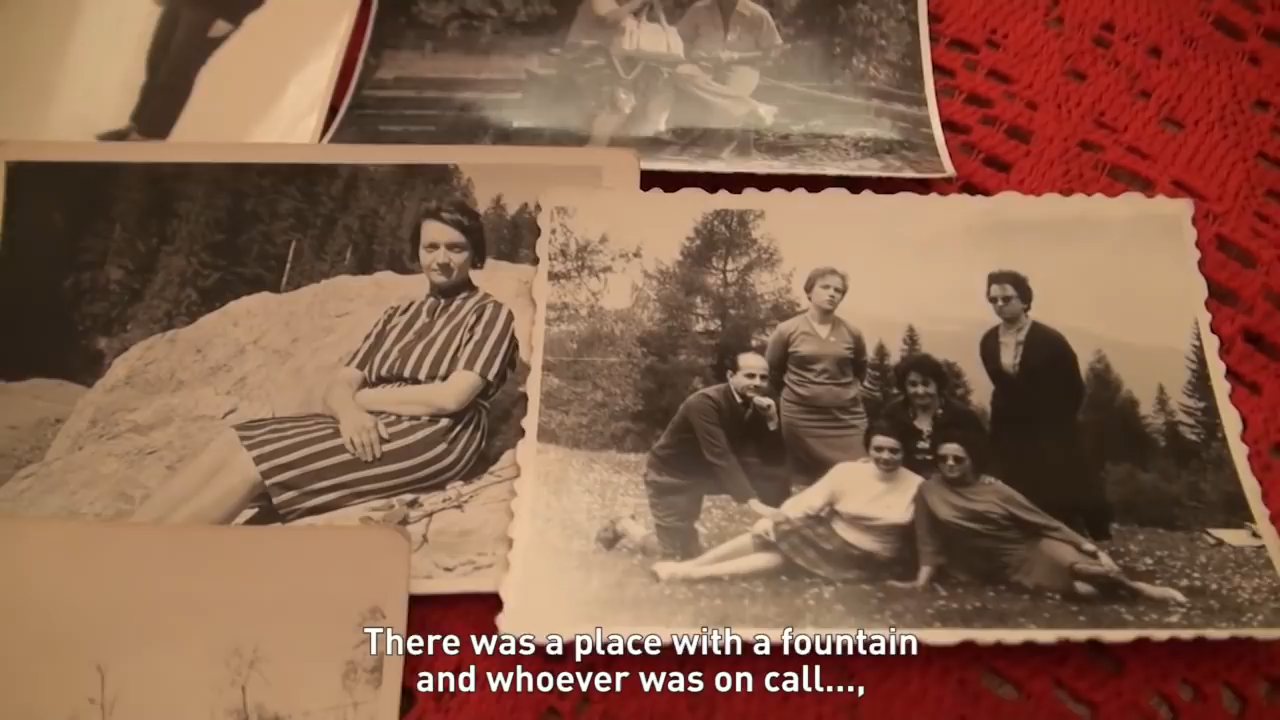 There was a place with a fountain
and whoever was on call...,